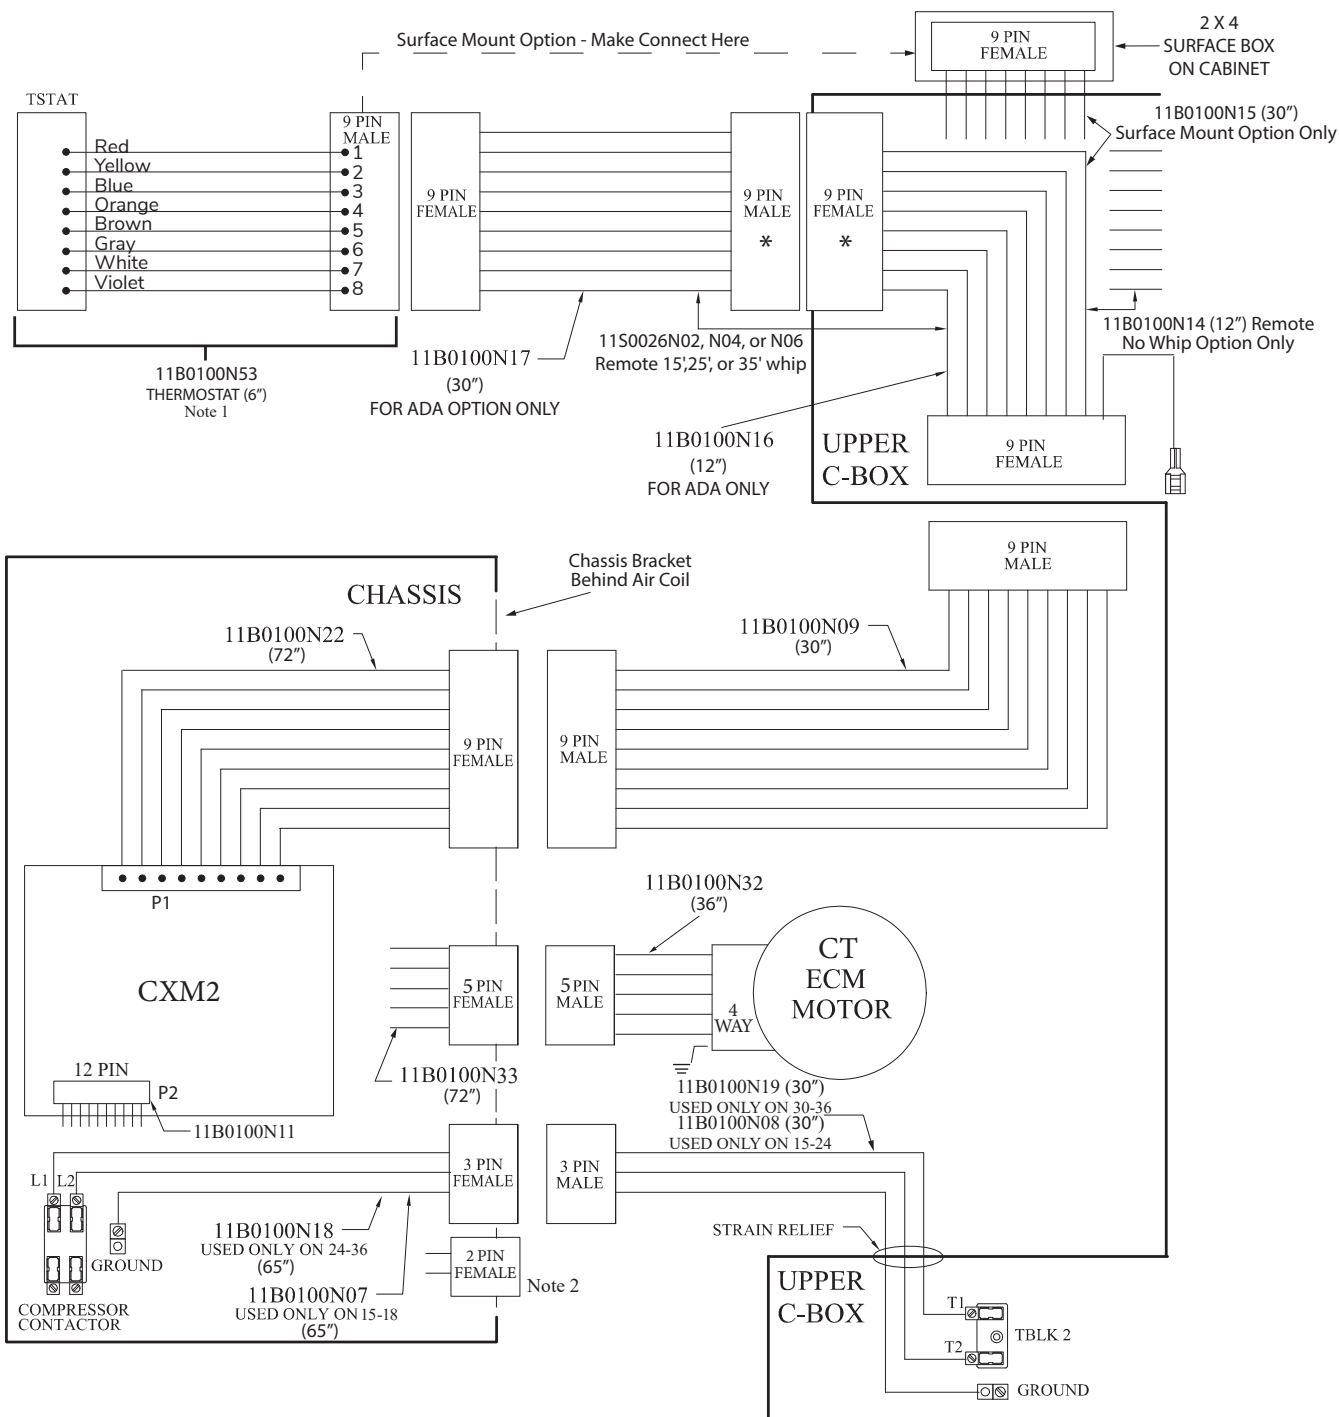 Surface Mount Option - Make Connect Here
9 PIN
FEMALE
2 X 4
SURFACE BOX
ON CABINET
TSTAT
9 PIN
MALE
Red
1
Yellow
2
Blue
3
Orange
4
Brown
5
Gray
6
White
7
Violet
8
9 PIN
FEMALE
9 PIN
MALE
*
9 PIN
FEMALE
*
11B0100N15 (30”)
Surface Mount Option Only
11B0100N53
THERMOSTAT (6”)
Note 1
11B0100N17
(30”)
FOR ADA OPTION ONLY
11S0026N02, N04, or N06
Remote 15',25', or 35' whip
11B0100N14 (12”) Remote
No Whip Option Only
11B0100N16
(12”)
FOR ADA ONLY
UPPER
C-BOX
9 PIN
FEMALE
9 PIN
MALE
Chassis Bracket
Behind Air Coil
CHASSIS
11B0100N22
(72”)
11B0100N09
(30”)
9 PIN
FEMALE
9 PIN
MALE
P1
CXM2
12 PIN
P2
11B0100N11
11B0100N32
(36”)
5 PIN
FEMALE
5 PIN
MALE
4
WAY
CT
ECM
MOTOR
11B0100N33
(72”)
11B0100N19 (30”)
USED ONLY ON 30-36
11B0100N08 (30”)
USED ONLY ON 15-24
3 PIN
FEMALE
3 PIN
MALE
L1
L2
GROUND
COMPRESSOR
CONTACTOR
11B0100N18
USED ONLY ON 24-36
(65”)
11B0100N07
USED ONLY ON 15-18
(65”)
2 PIN
FEMALE
Note 2
STRAIN RELIEF
UPPER
C-BOX
T1
T2
TBLK 2
GROUND